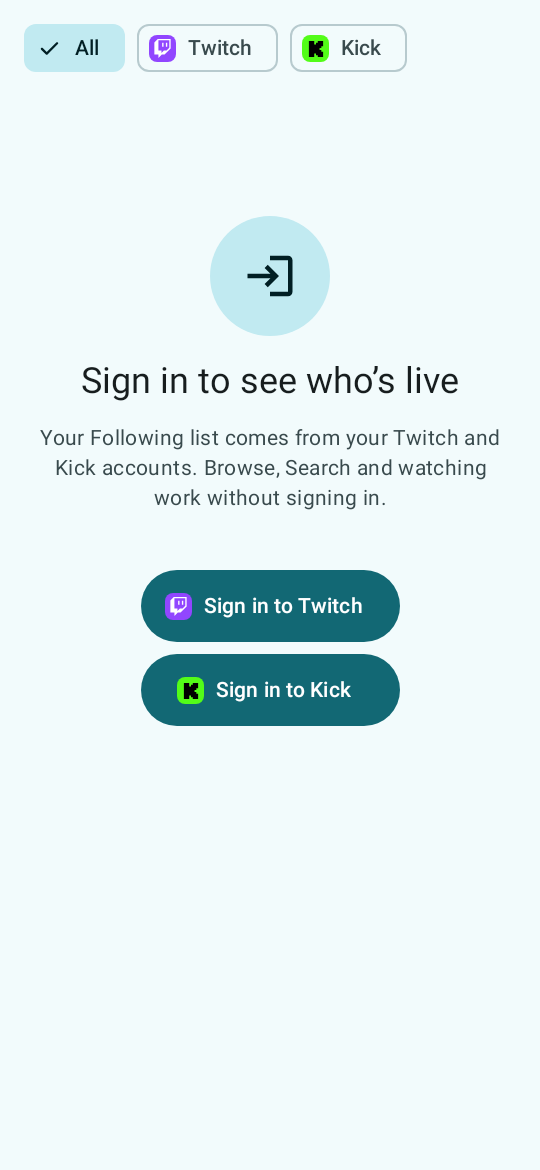 All
Twitch
Kick
Sign in to see who’s live
Your Following list comes from your Twitch and
Kick accounts. Browse, Search and watching
work without signing in.
Sign in to Twitch
Sign in to Kick